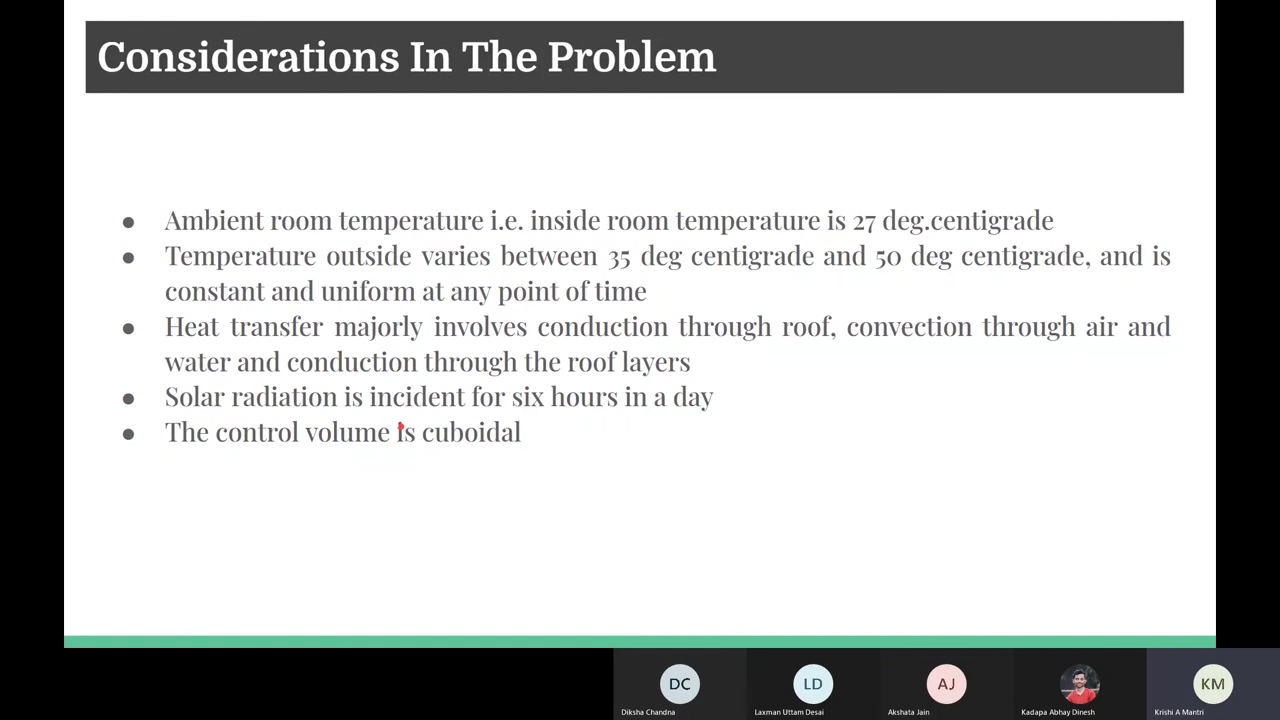 Considerations In The Problem
● Ambient room temperature i.e. inside room temperature is 27 deg.centigrade
● Temperature outside varies between 35 deg centigrade and 50 deg centigrade, and is
constant and uniform at any point of time
● Heat transfer majorly involves conduction through roof, convection through air and
water and conduction through the roof layers
● Solar radiation is incident for six hours in a day
● The control volume is cuboidal
DC LD AJ KM
Diksha Chandna Laxman Uttam Desai Akshata Jain Kadapa Abhay Dinesh Krishi A Mantri